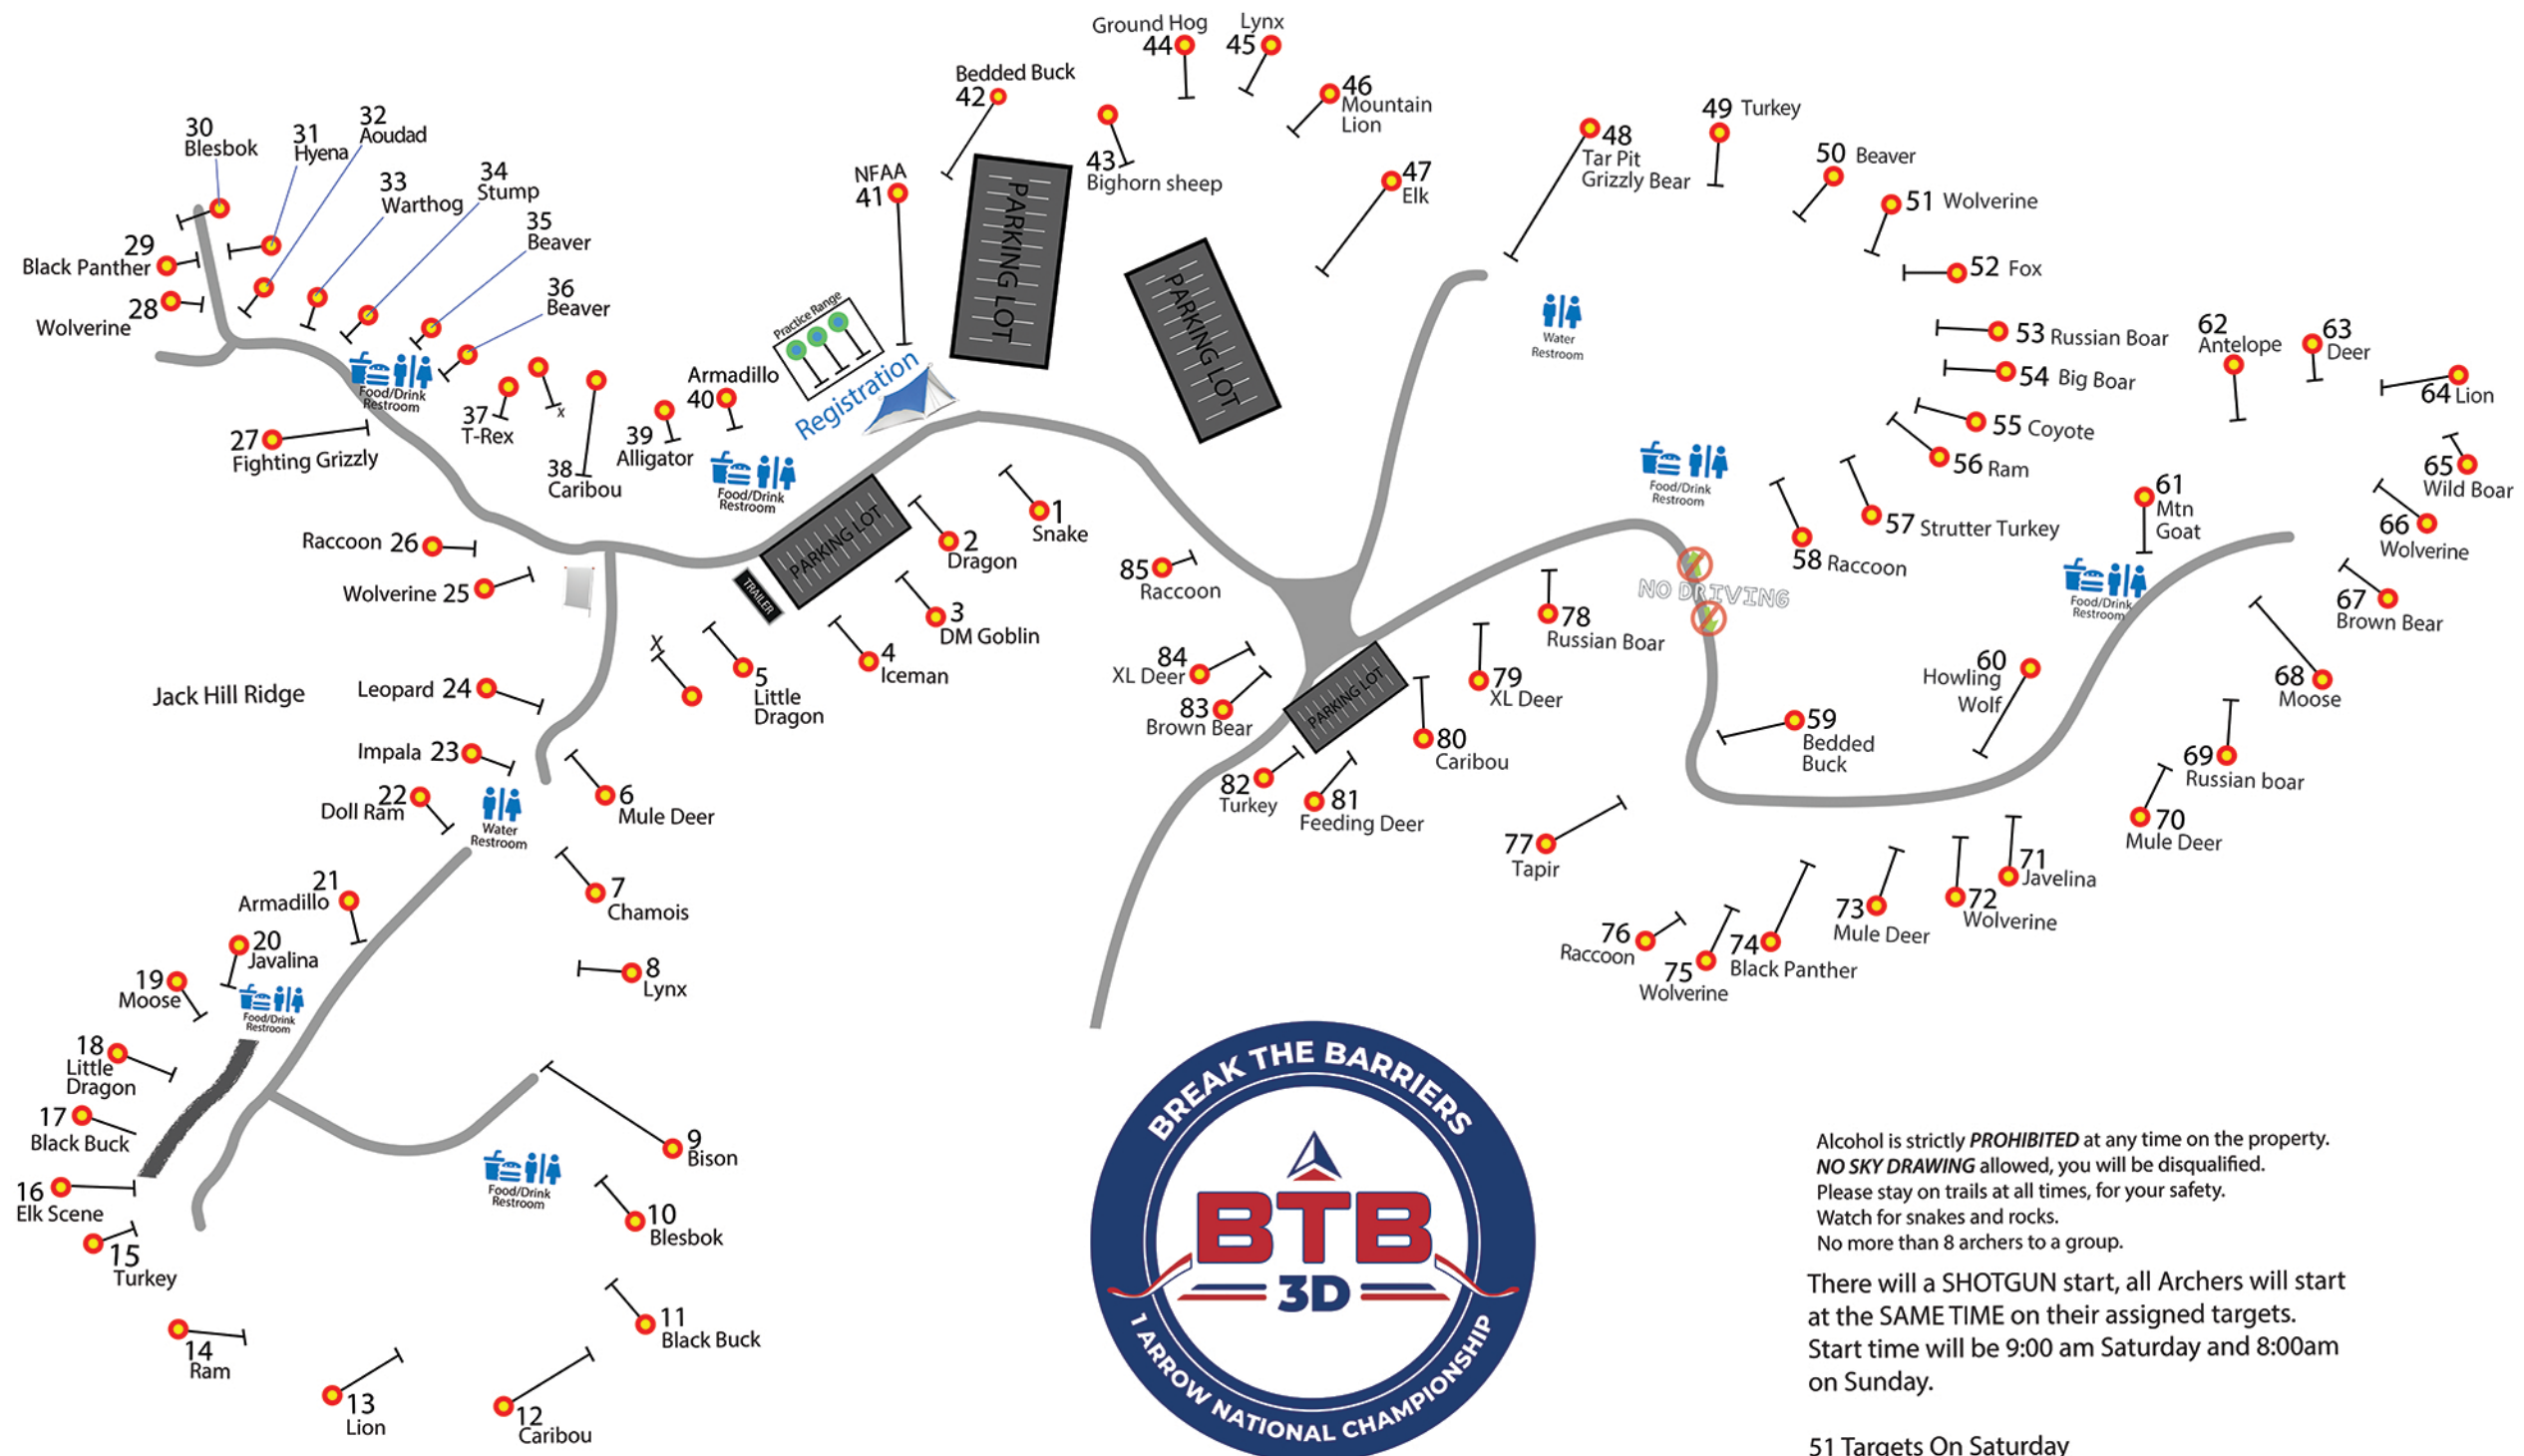 Ground Hog
44
Lynx
45
Bedded Buck
42
46
Mountain
Lion
43
Bighorn sheep
47
Elk
48
Tar Pit
Grizzly Bear
49 Turkey
50 Beaver
51 Wolverine
52 Fox
53 Russian Boar
54 Big Boar
55 Coyote
56 Ram
57 Strutter Turkey
58 Raccoon
30
Blesbok
31
Hyena
32
Aoudad
33
Warthog
34
Stump
35
Beaver
36
Beaver
29
Black Panther
28
Wolverine
Food/Drink
Restroom
27
Fighting Grizzly
37
T-Rex
x
38
Caribou
39
Alligator
Armadillo
40
NFAA
41
Practice Range
Registration
PARKING LOT
PARKING LOT
Food/Drink
Restroom
PARKING LOT
TRAILER
Water
Restroom
Food/Drink
Restroom
62
Antelope
63
Deer
64 Lion
65
Wild Boar
66
Wolverine
61
Mtn
Goat
Food/Drink
Restroom
67
Brown Bear
68
Moose
69
Russian boar
70
Mule Deer
71
Javelina
72
Wolverine
73
Mule Deer
74
Black Panther
75
Wolverine
76
Raccoon
77
Tapir
60
Howling
Wolf
59
Bedded
Buck
NO DRIVING
78
Russian Boar
79
XL Deer
80
Caribou
81
Feeding Deer
82
Turkey
PARKING LOT
83
Brown Bear
84
XL Deer
85
Raccoon
1
Snake
2
Dragon
3
DM Goblin
4
Iceman
5
Little
Dragon
X
Raccoon 26
Wolverine 25
Jack Hill Ridge
Leopard 24
Impala 23
22
Doll Ram
Water
Restroom
6
Mule Deer
7
Chamois
8
Lynx
21
Armadillo
20
Javalina
19
Moose
Food/Drink
Restroom
18
Little
Dragon
17
Black Buck
16
Elk Scene
15
Turkey
14
Ram
13
Lion
12
Caribou
11
Black Buck
10
Blesbok
9
Bison
Food/Drink
Restroom
BREAK THE BARRIERS
BTB
3D
1 ARROW NATIONAL CHAMPIONSHIP
Alcohol is strictly PROHIBITED at any time on the property.
NO SKY DRAWING allowed, you will be disqualified.
Please stay on trails at all times, for your safety.
Watch for snakes and rocks.
No more than 8 archers to a group.
There will a SHOTGUN start, all Archers will start
at the SAME TIME on their assigned targets.
Start time will be 9:00 am Saturday and 8:00am
on Sunday.
51 Targets On Saturday